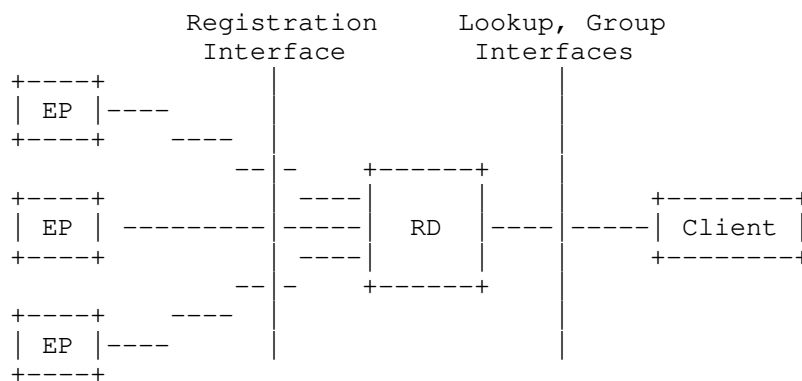 Registration Lookup, Group
Interface Interfaces
EP
EP RD Client
EP